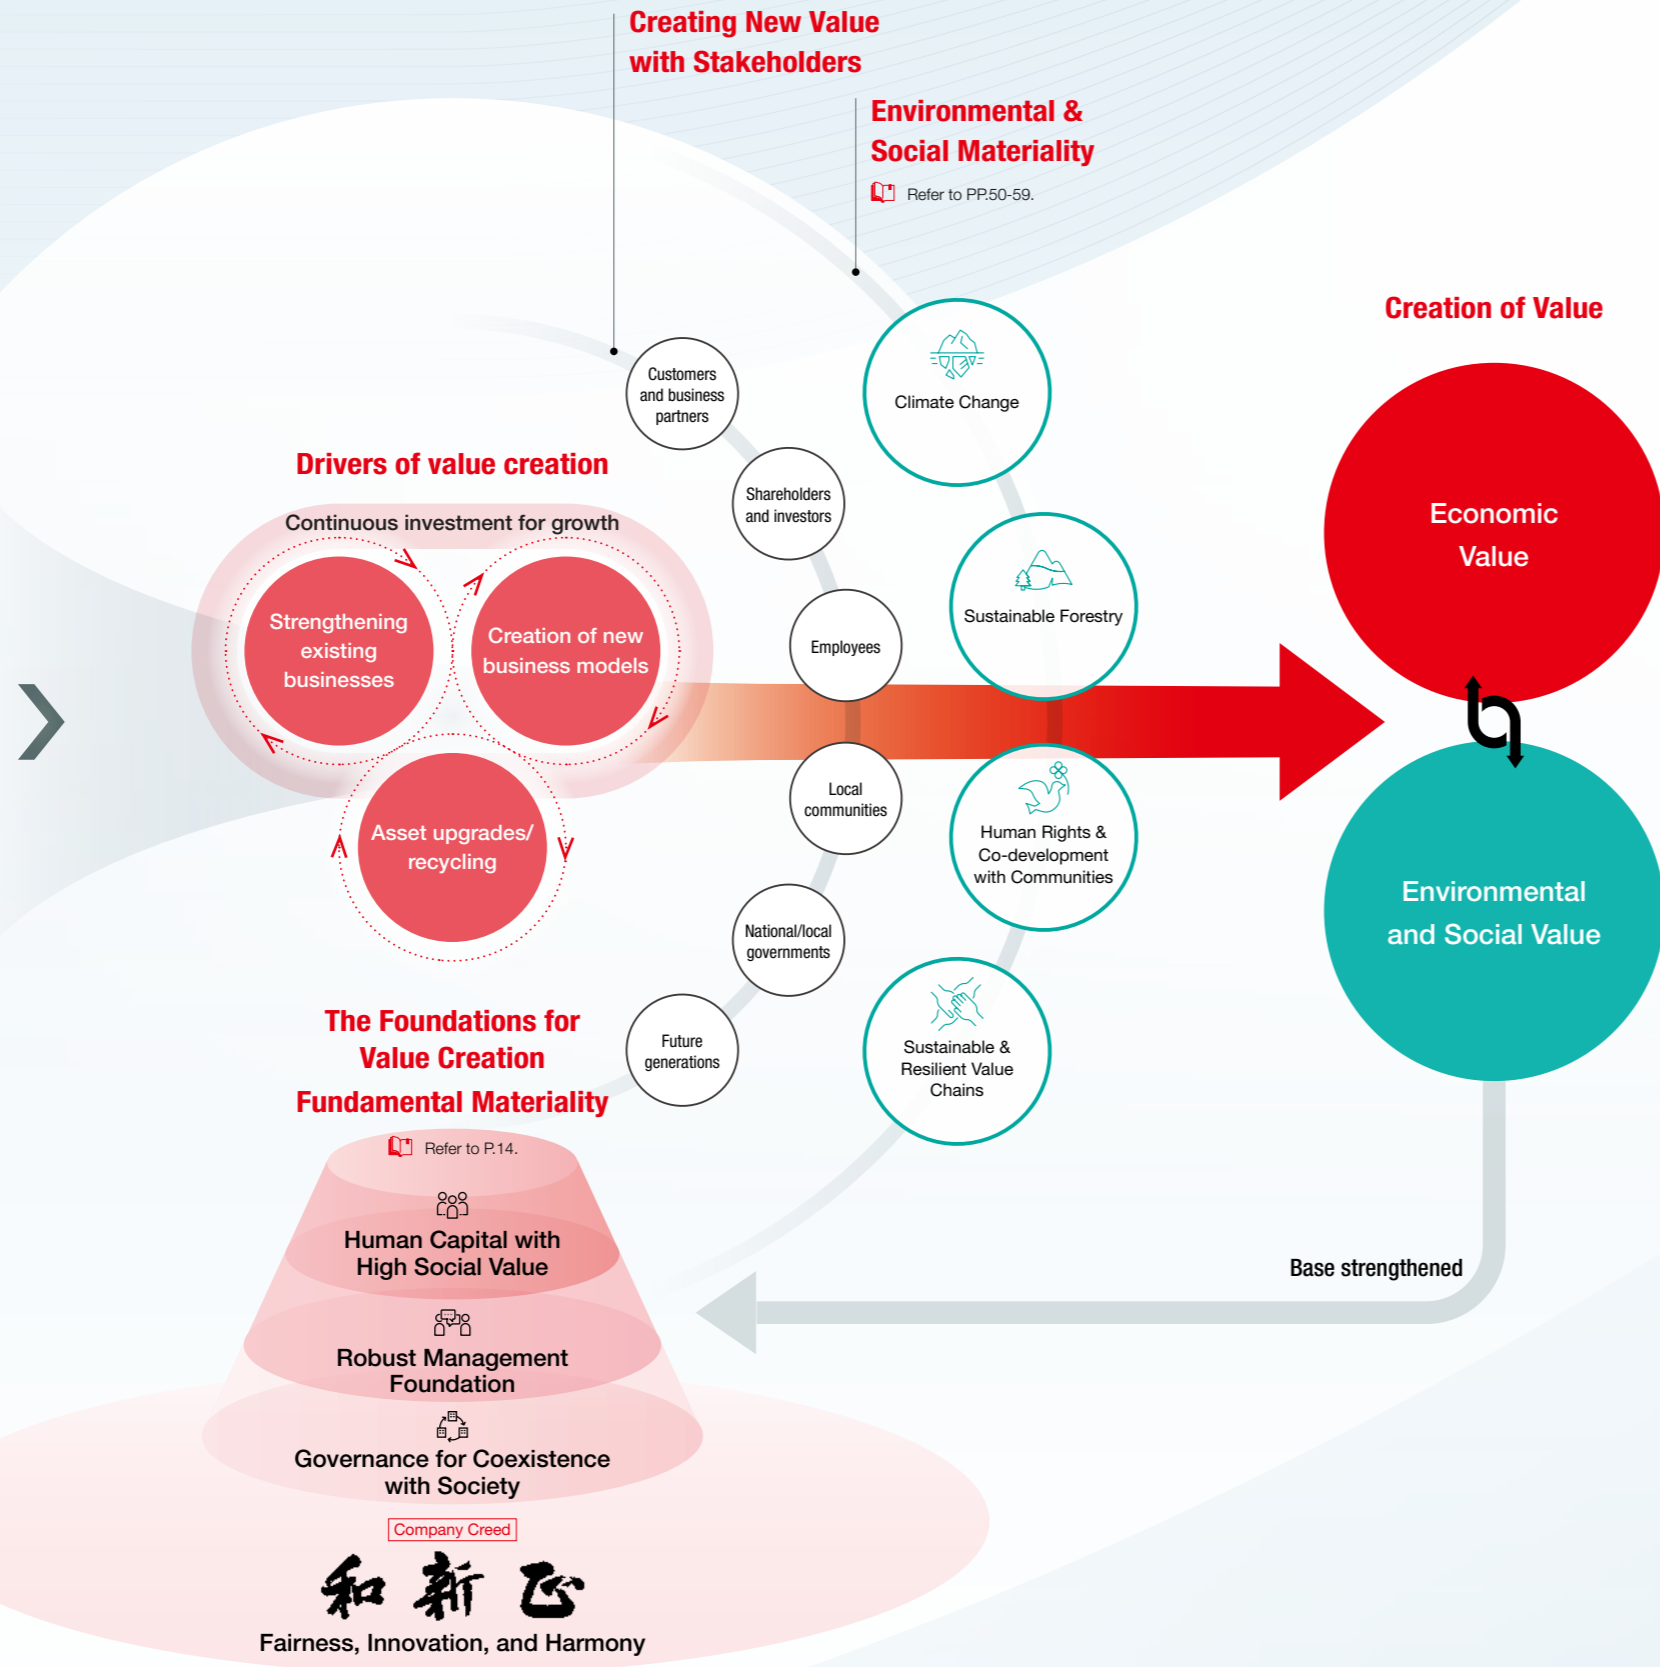 Creating New Value
with Stakeholders
Environmental &
Social Materiality
Refer to PP.50-59.
Creation of Value
Customers
and business
partners
Climate Change
Drivers of value creation
Shareholders
and investors
Continuous investment for growth
Economic
Value
Strengthening
existing
businesses
Creation of new
business models
Employees
Sustainable Forestry
Asset upgrades/
recycling
Local
communities
Human Rights &
Co-development
with Communities
Environmental
and Social Value
National/local
governments
The Foundations for
Value Creation
Fundamental Materiality
Future
generations
Sustainable &
Resilient Value
Chains
Refer to P.14.
Human Capital with
High Social Value
Base strengthened
Robust Management
Foundation
Governance for Coexistence
with Society
Company Creed
和 新 正
Fairness, Innovation, and Harmony